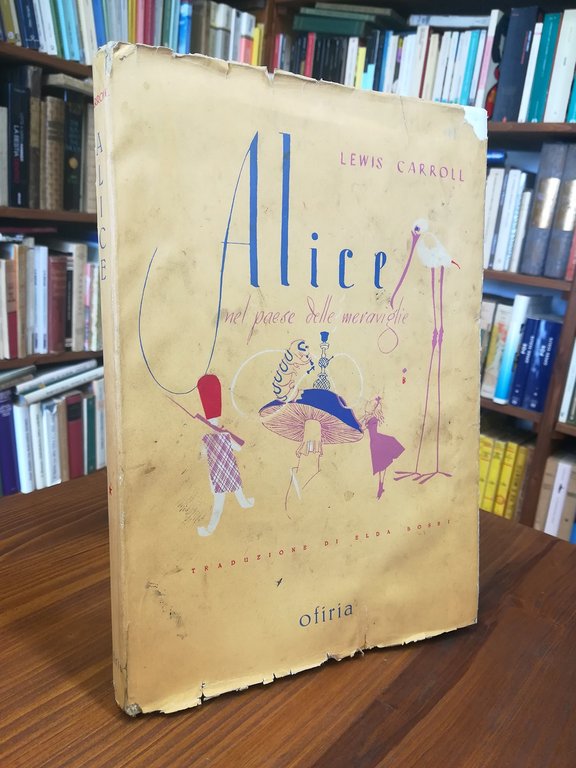 LEWIS CARROLL
Alice
nel paese delle meraviglie
TRADUZIONE DI ELDA BOSSI
ofiria
ALICE